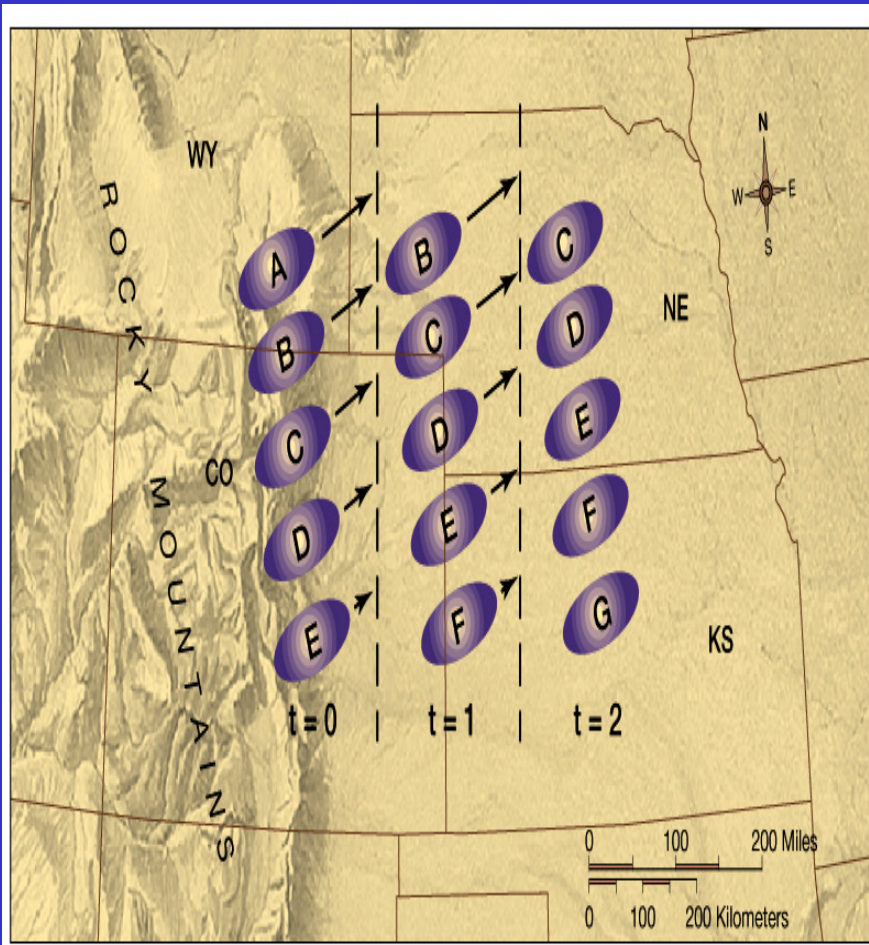 N
W E
S
WY
ROCKY
MOUNTAINS
CO
NE
KS
A B C
B C D
C D E
D E F
E F G
t = 0 t = 1 t = 2
0 100 200 Miles
0 100 200 Kilometers